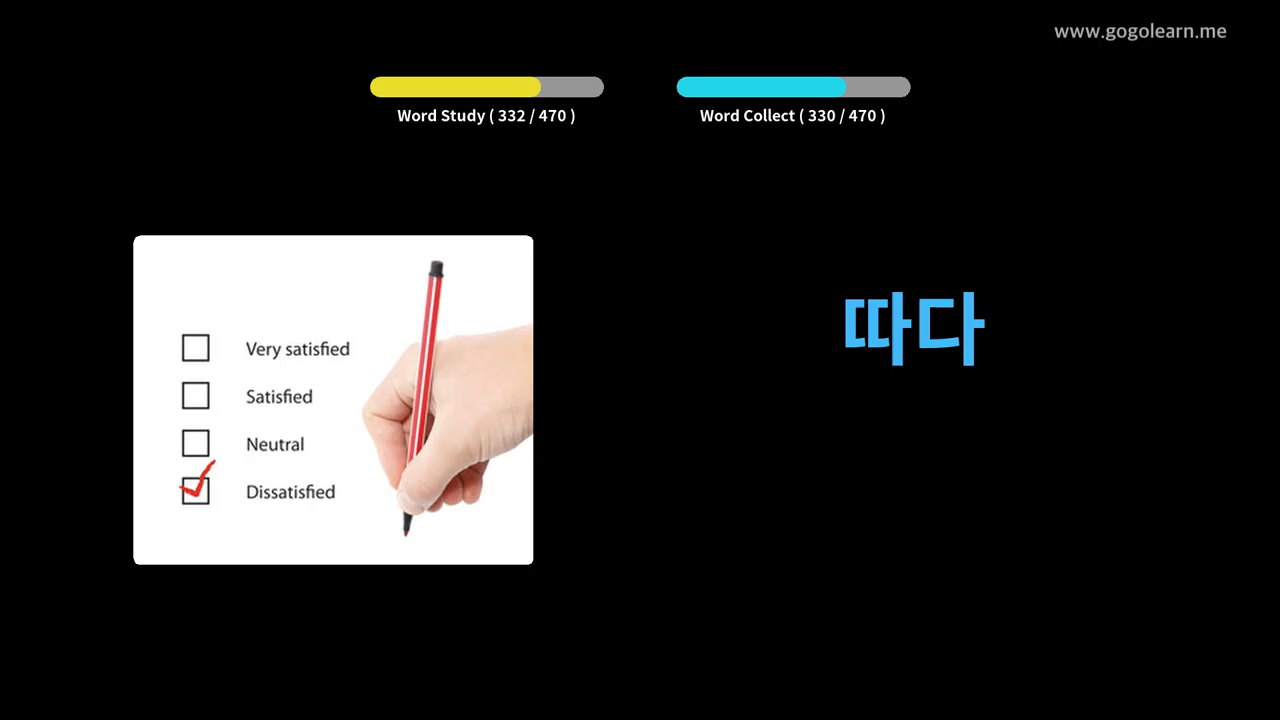 www.gogolearn.me
Word Study ( 332 / 470 )
Word Collect ( 330 / 470 )
Very satisfied
Satisfied
Neutral
Dissatisfied
따다